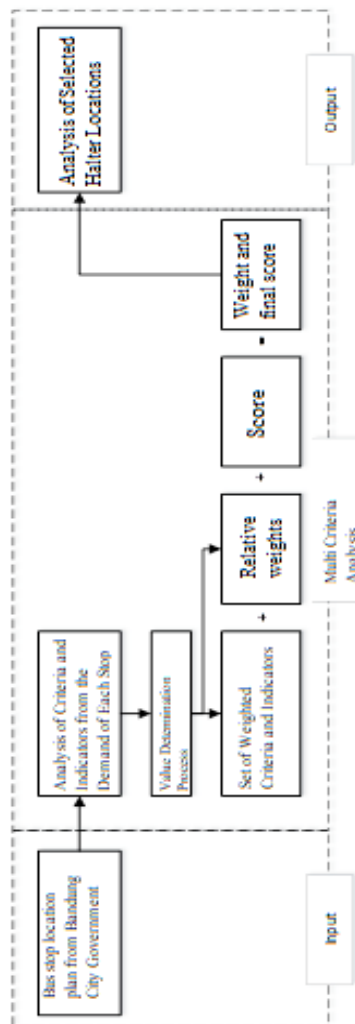 Bus stop location
plan from Bandung
City Government
Analysis of Criteria and
Indicators from the
Demand of Each Stop
Value Determination
Process
Set of Weighted
Criteria and Indicators
+
Relative
weights
+
Score
=
Weight and
final score
Analysis of Selected
Halter Locations
Input
Multi Criteria
Analysis
Output